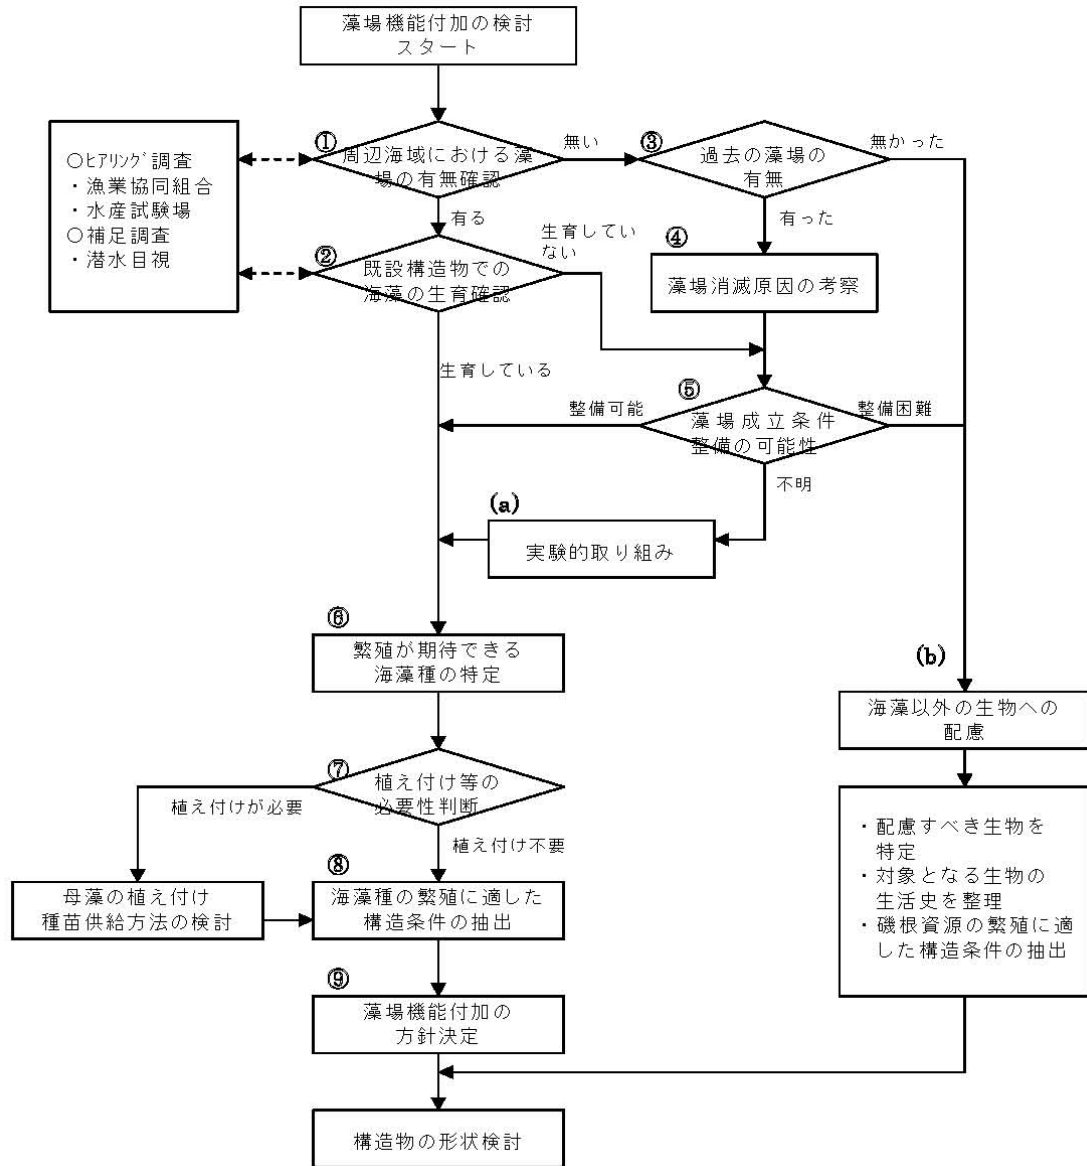 藻場機能付加の検討
スタート
○ﾋｱﾘﾝｸﾞ調査
・漁業協同組合
・水産試験場
○補足調査
・潜水目視
①
周辺海域における藻
場の有無確認
無い
③
過去の藻場の
有無
無かった
有る
有った
②
既設構造物での
海藻の生育確認
生育してい
ない
④
藻場消滅原因の考察
生育している
⑤
藻場成立条件
整備の可能性
整備可能
整備困難
不明
(a)
実験的取り組み
⑥
繁殖が期待できる
海藻種の特定
(b)
海藻以外の生物への
配慮
⑦
植え付け等の
必要性判断
植え付けが必要
植え付け不要
・配慮すべき生物を
特定
・対象となる生物の
生活史を整理
・磯根資源の繁殖に適
した構造条件の抽出
母藻の植え付け
種苗供給方法の検討
⑧
海藻種の繁殖に適した
構造条件の抽出
⑨
藻場機能付加の
方針決定
構造物の形状検討